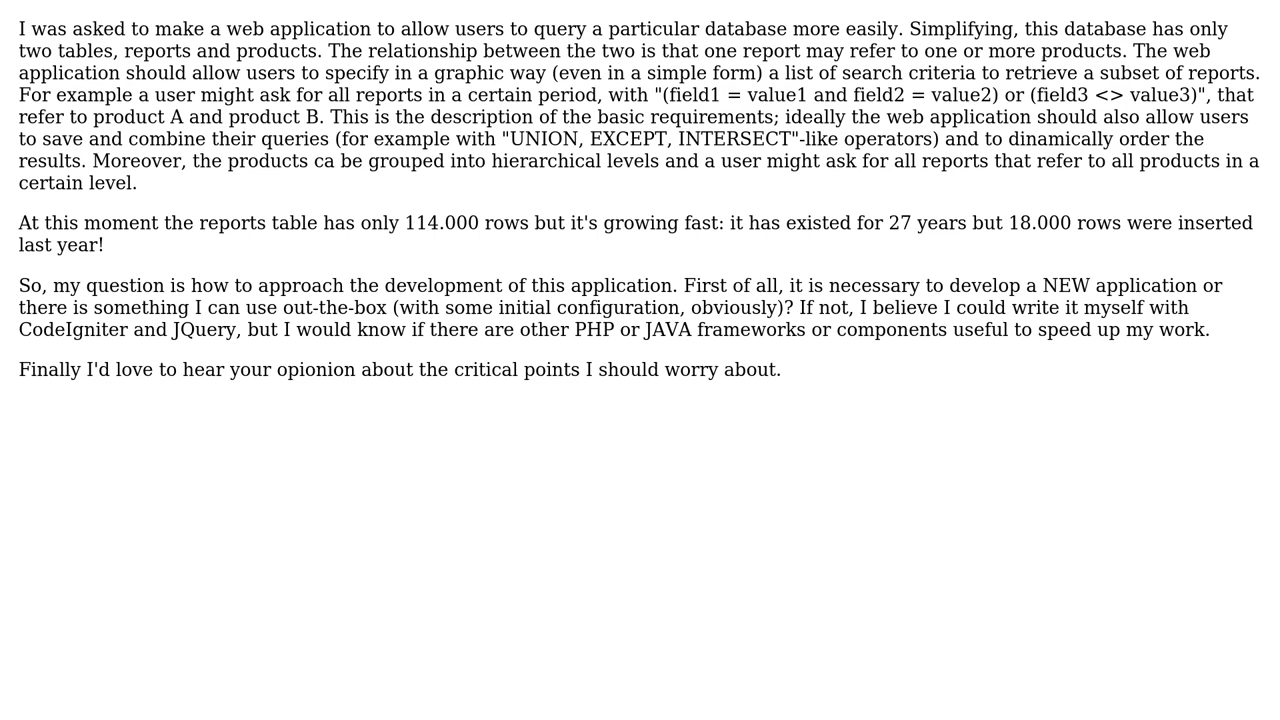 I was asked to make a web application to allow users to query a particular database more easily. Simplifying, this database has only
two tables, reports and products. The relationship between the two is that one report may refer to one or more products. The web
application should allow users to specify in a graphic way (even in a simple form) a list of search criteria to retrieve a subset of reports.
For example a user might ask for all reports in a certain period, with "(field1 = value1 and field2 = value2) or (field3 <> value3)", that
refer to product A and product B. This is the description of the basic requirements; ideally the web application should also allow users
to save and combine their queries (for example with "UNION, EXCEPT, INTERSECT"-like operators) and to dinamically order the
results. Moreover, the products ca be grouped into hierarchical levels and a user might ask for all reports that refer to all products in a
certain level.
At this moment the reports table has only 114.000 rows but it's growing fast: it has existed for 27 years but 18.000 rows were inserted
last year!
So, my question is how to approach the development of this application. First of all, it is necessary to develop a NEW application or
there is something I can use out-the-box (with some initial configuration, obviously)? If not, I believe I could write it myself with
CodeIgniter and JQuery, but I would know if there are other PHP or JAVA frameworks or components useful to speed up my work.
Finally I'd love to hear your opionion about the critical points I should worry about.